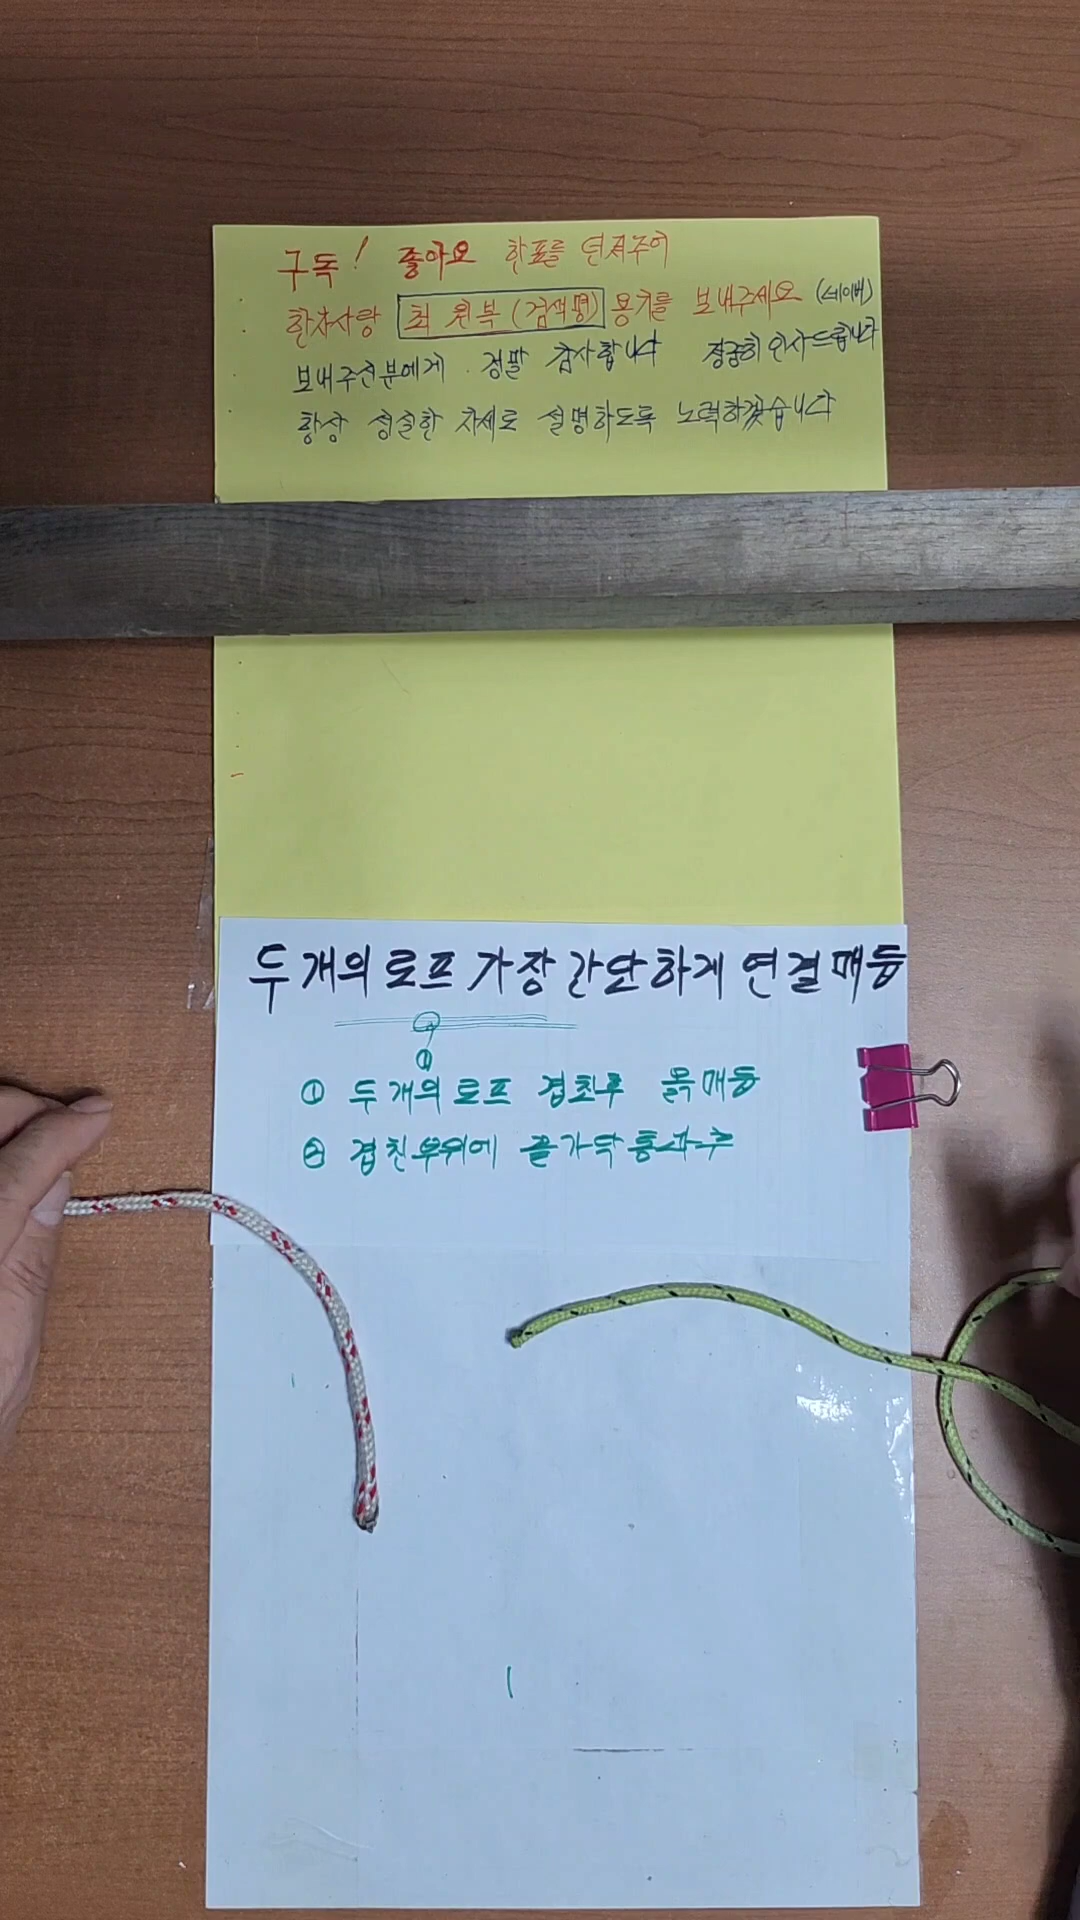 구독! 좋아요 한표를 던져주어
한자사랑 최원복(검색명) 용기를 보내주세요 (네이버)
보내주신분에게 정말 감사합니다 정중히 인사드립니다
항상 성실한 자세로 설명하도록 노력하겠습니다
두개의 로프 가장 간단하게 연결매듭
①
① 두개의 로프 겹친후 옭매듭
② 겹친부위에 끝가닥 통과후